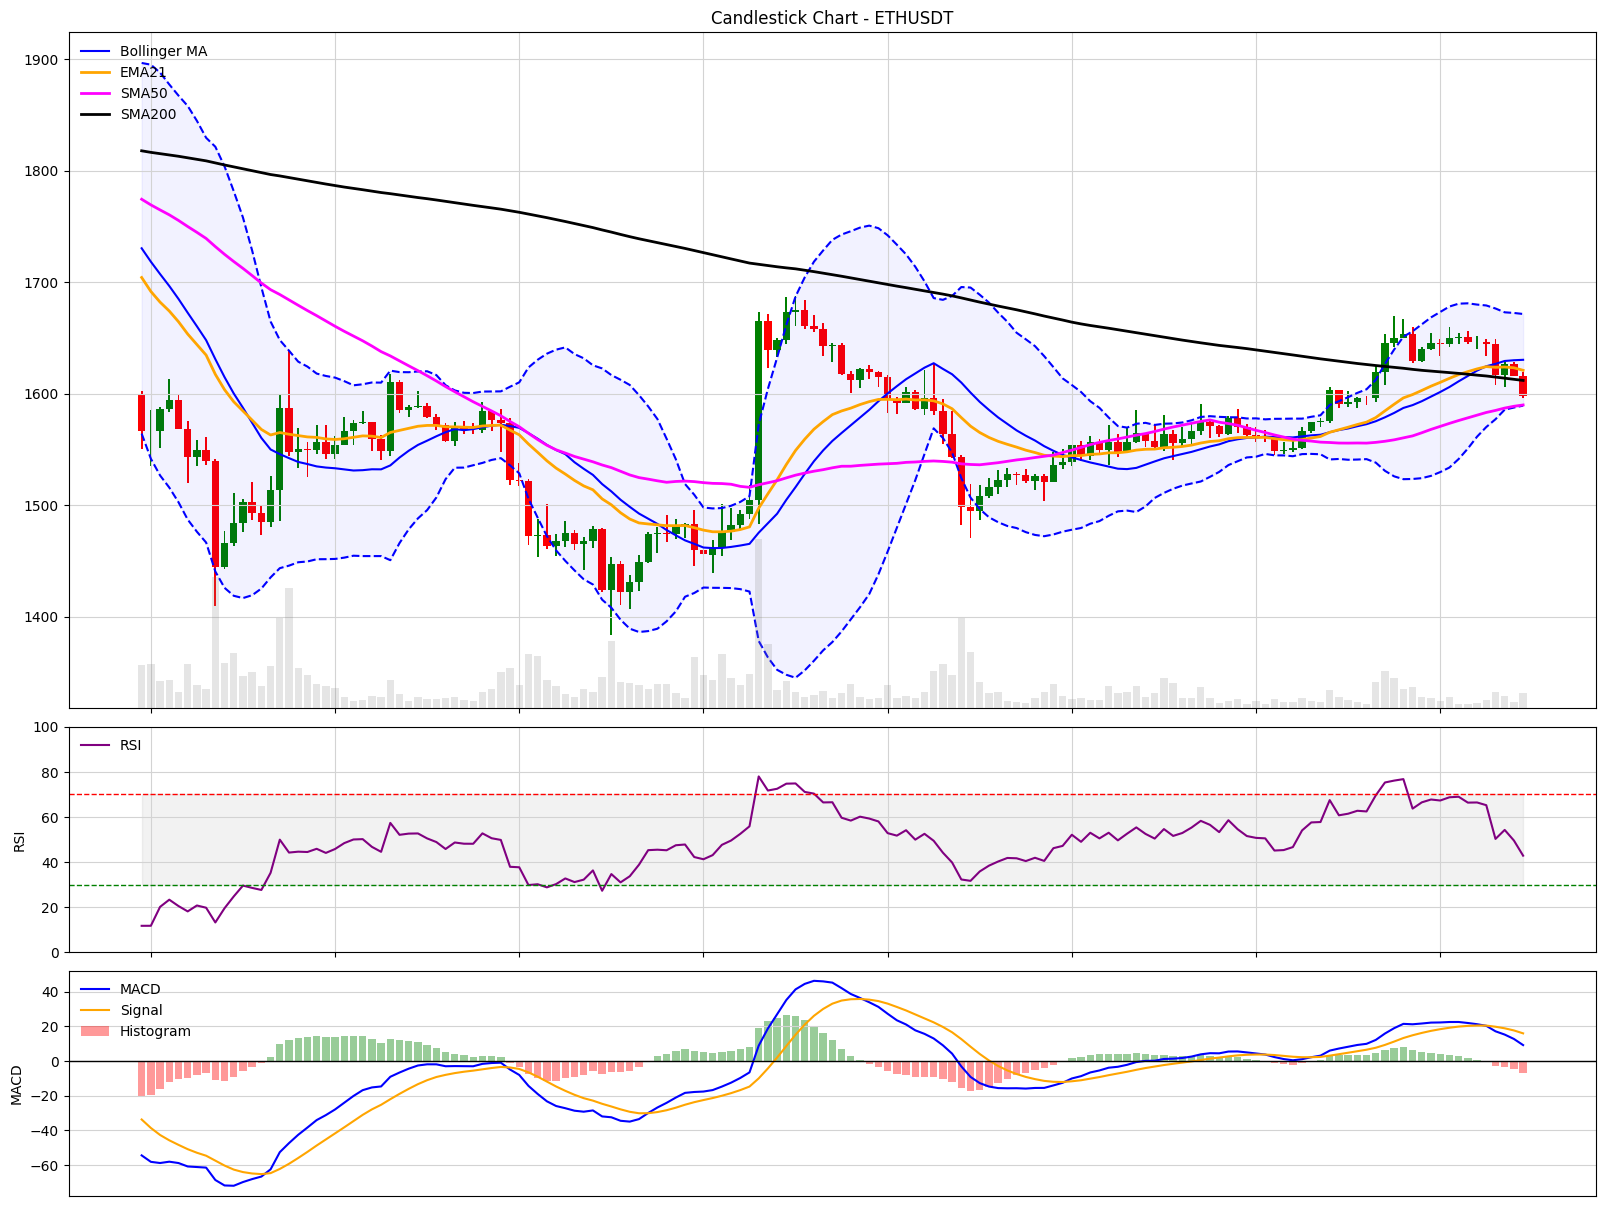 Candlestick Chart - ETHUSDT
Bollinger MA
EMA21
SMA50
SMA200
1900
1800
1700
1600
1500
1400
RSI
100
80
60
40
20
0
RSI
MACD
Signal
Histogram
40
20
0
−20
−40
−60
MACD